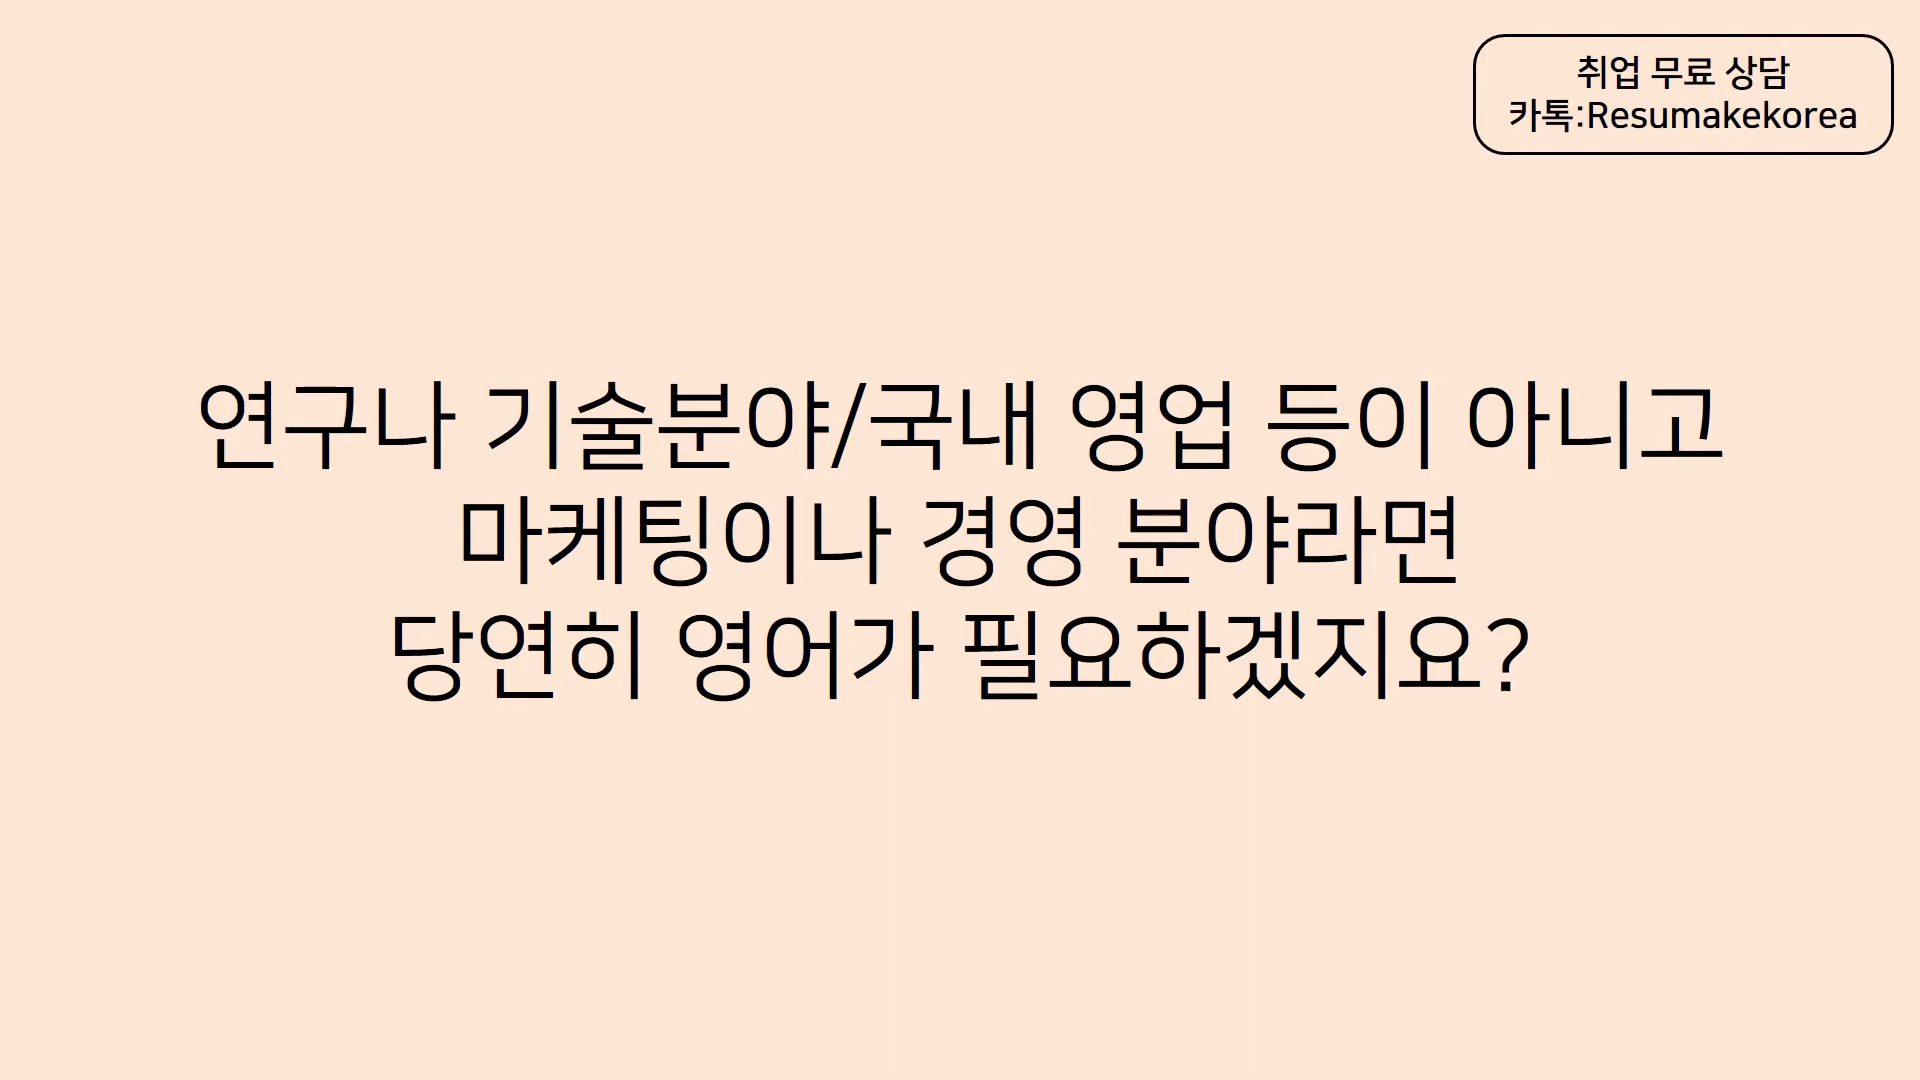 취업 무료 상담
카톡:Resumakekorea
연구나 기술분야/국내 영업 등이 아니고
마케팅이나 경영 분야라면
당연히 영어가 필요하겠지요?